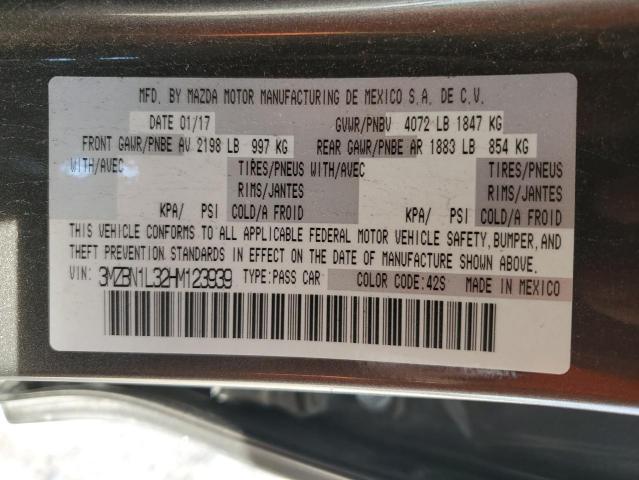 MFD. BY MAZDA MOTOR MANUFACTURING DE MEXICO S.A. DE C.V.
DATE 01/17 GVWR/PNBV 4072 LB 1847 KG
FRONT GAWR/PNBE AV 2198 LB 997 KG REAR GAWR/PNBE AR 1883 LB 854 KG
WITH/AVEC TIRES/PNEUS WITH/AVEC TIRES/PNEUS
RIMS/JANTES RIMS/JANTES
KPA/ PSI COLD/A FROID KPA/ PSI COLD/A FROID
THIS VEHICLE CONFORMS TO ALL APPLICABLE FEDERAL MOTOR VEHICLE SAFETY, BUMPER, AND
THEFT PREVENTION STANDARDS IN EFFECT ON THE DATE OF MANUFACTURE SHOWN ABOVE.
VIN: 3MZBN1L32HM123939 TYPE:PASS CAR COLOR CODE:42S MADE IN MEXICO